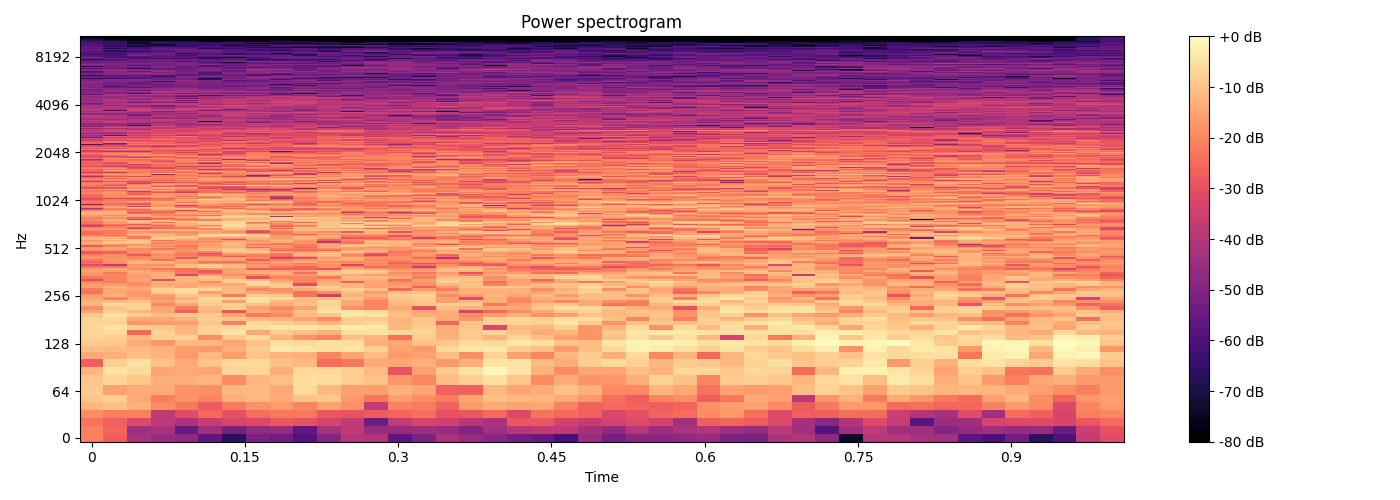 Power spectrogram
Hz
8192
4096
2048
1024
512
256
128
64
0
0 0.15 0.3 0.45 0.6 0.75 0.9
Time
+0 dB
-10 dB
-20 dB
-30 dB
-40 dB
-50 dB
-60 dB
-70 dB
-80 dB